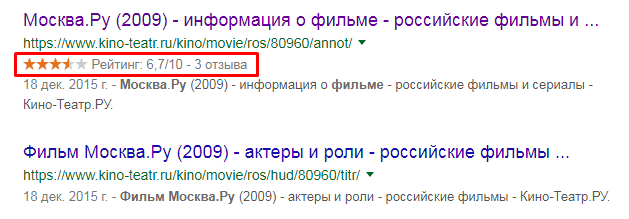 Москва.Ру (2009) - информация о фильме - российские фильмы и ...
https://www.kino-teatr.ru/kino/movie/ros/80960/annot/
Рейтинг: 6,7/10 - 3 отзыва
18 дек. 2015 г. - Москва.Ру (2009) - информация о фильме - российские фильмы и сериалы -
Кино-Театр.РУ.
Фильм Москва.Ру (2009) - актеры и роли - российские фильмы ...
https://www.kino-teatr.ru/kino/movie/ros/hud/80960/titr/
18 дек. 2015 г. - Фильм Москва.Ру (2009) - актеры и роли - российские фильмы - Кино-Театр.РУ.